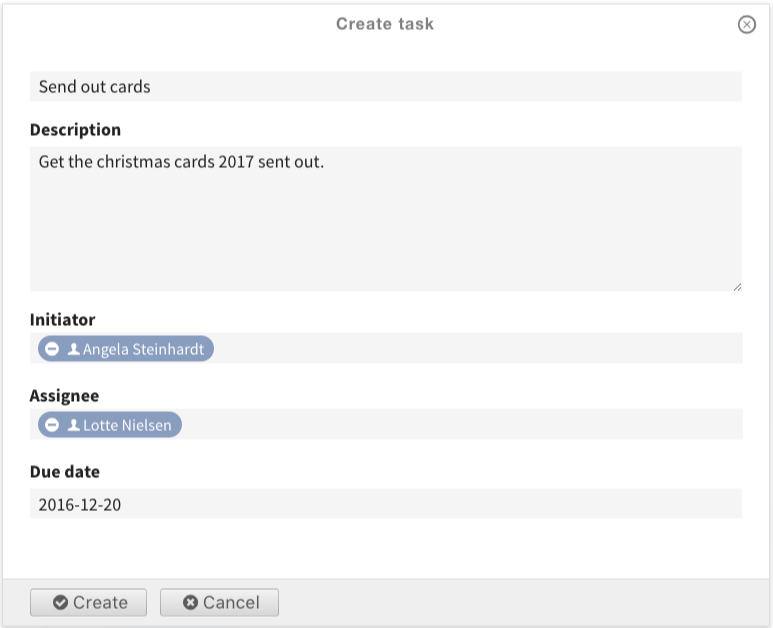 Create task
Send out cards
Description
Get the christmas cards 2017 sent out.
Initiator
Angela Steinhardt
Assignee
Lotte Nielsen
Due date
2016-12-20
Create Cancel